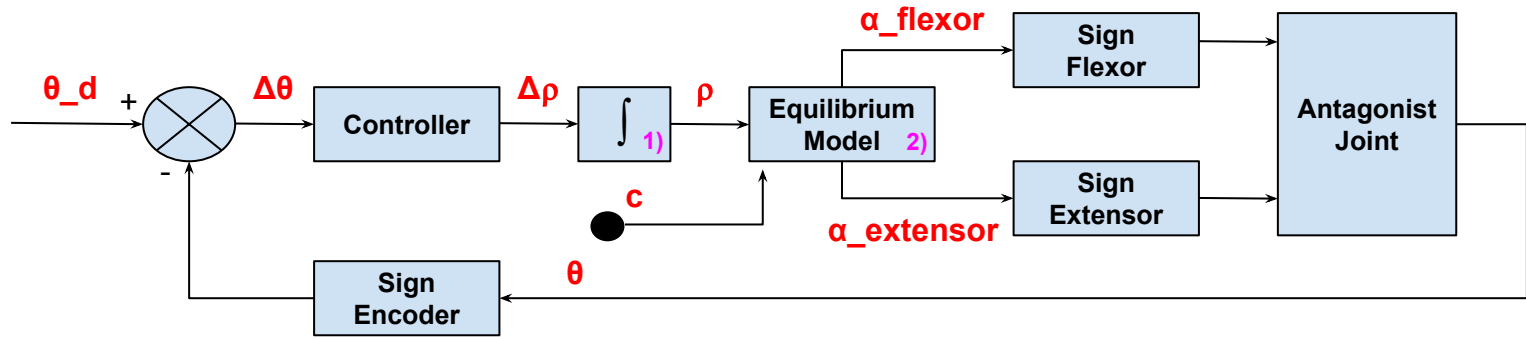 θ_d
+
-
Δθ
Controller
Δρ
∫
1)
ρ
Equilibrium
Model
2)
c
α_flexor
Sign
Flexor
α_extensor
Sign
Extensor
Antagonist
Joint
θ
Sign
Encoder